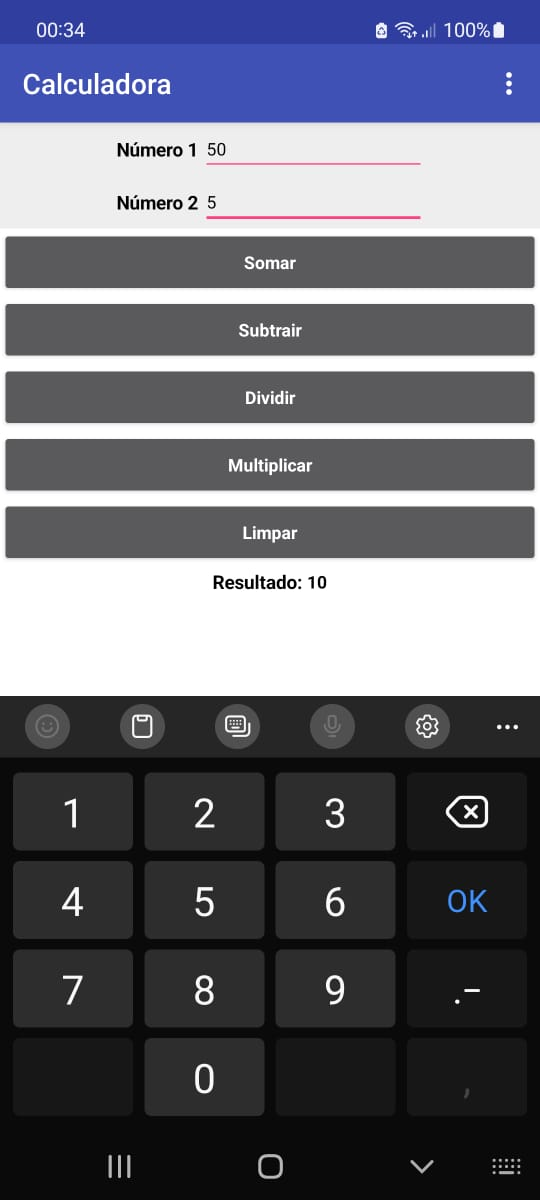 00:34 100%
Calculadora
Número 1 50
Número 2 5
Somar
Subtrair
Dividir
Multiplicar
Limpar
Resultado: 10
1 2 3
4 5 6 OK
7 8 9 .-
0 ,